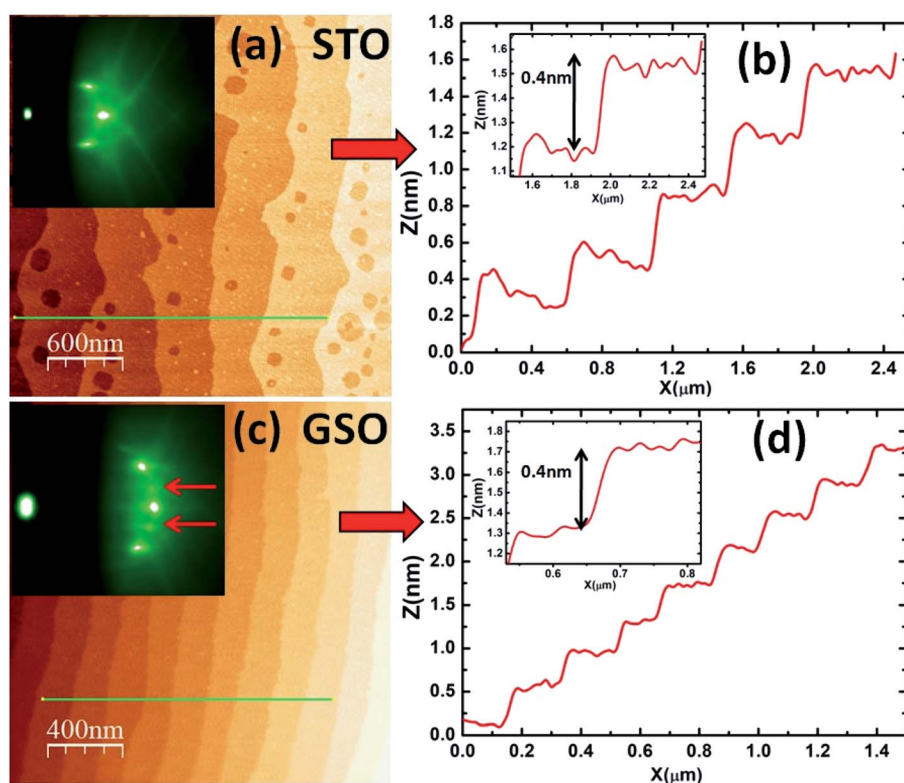 (a) STO
600nm
(b)
Z(nm)
1.8
1.6
1.4
1.2
1.0
0.8
0.6
0.4
0.2
0.0
0.0 0.4 0.8 1.2 1.6 2.0 2.4
X(μm)
Z(nm)
1.6
1.5
1.4
1.3
1.2
1.1
0.4nm
1.6 1.8 2.0 2.2 2.4
X(μm)
(c) GSO
400nm
(d)
Z(nm)
3.5
3.0
2.5
2.0
1.5
1.0
0.5
0.0
0.0 0.2 0.4 0.6 0.8 1.0 1.2 1.4
X(μm)
Z(nm)
1.8
1.7
1.6
1.5
1.4
1.3
1.2
0.4nm
0.6 0.7 0.8
X(μm)